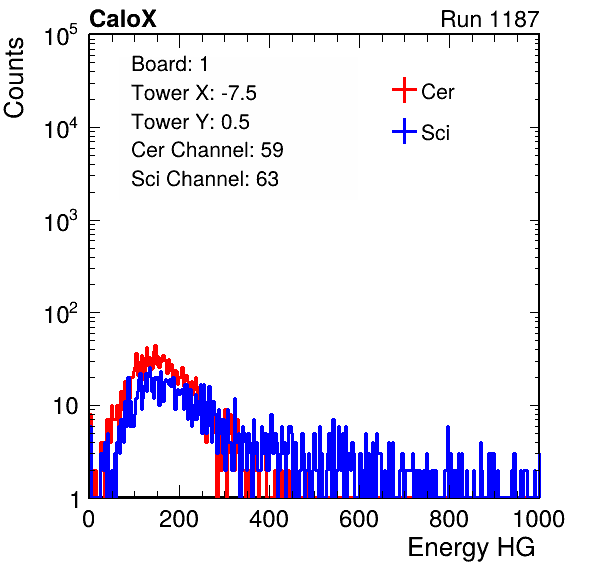 CaloX Run 1187
Counts
Board: 1
Tower X: -7.5
Tower Y: 0.5
Cer Channel: 59
Sci Channel: 63
Cer
Sci
10^5
10^4
10^3
10^2
10
1
0 200 400 600 800 1000
Energy HG